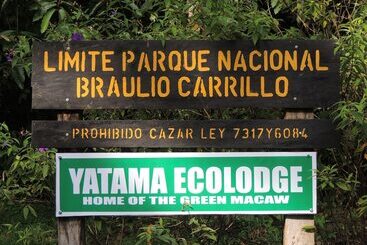 LIMITE PARQUE NACIONAL
BRAULIO CARRILLO
PROHIBIDO CAZAR LEY 7317Y6084
YATAMA ECOLODGE
HOME OF THE GREEN MACAW